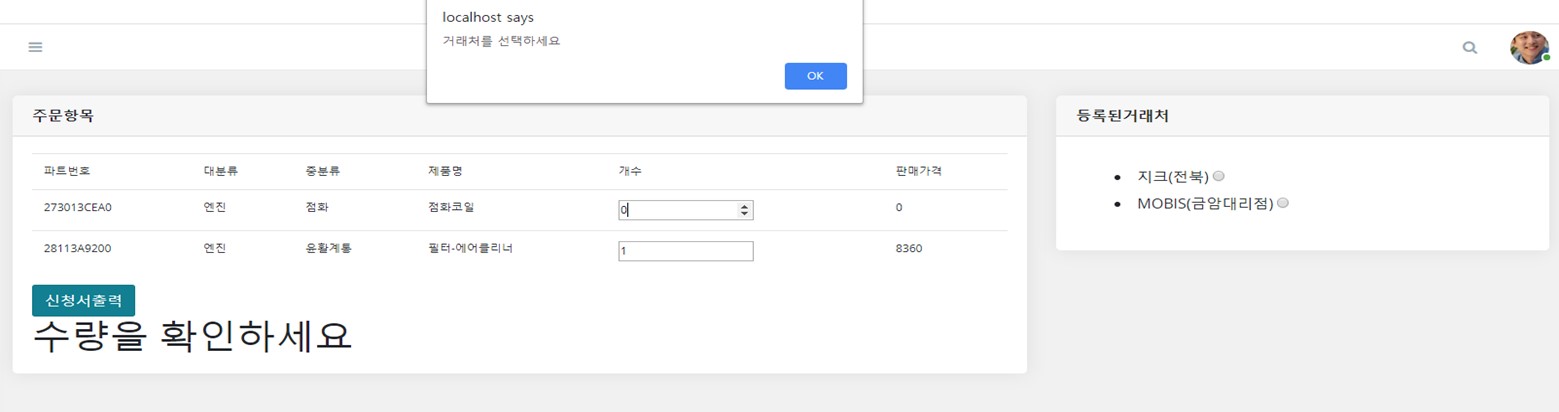 localhost says
거래처를 선택하세요
OK
주문항목
파트번호 대분류 중분류 제품명 개수 판매가격
273013CEA0 엔진 점화 점화코일 0 0
28113A9200 엔진 윤활계통 필터-에어클리너 1 8360
신청서출력
수량을 확인하세요
등록된거래처
지크(전북)
MOBIS(금암대리점)